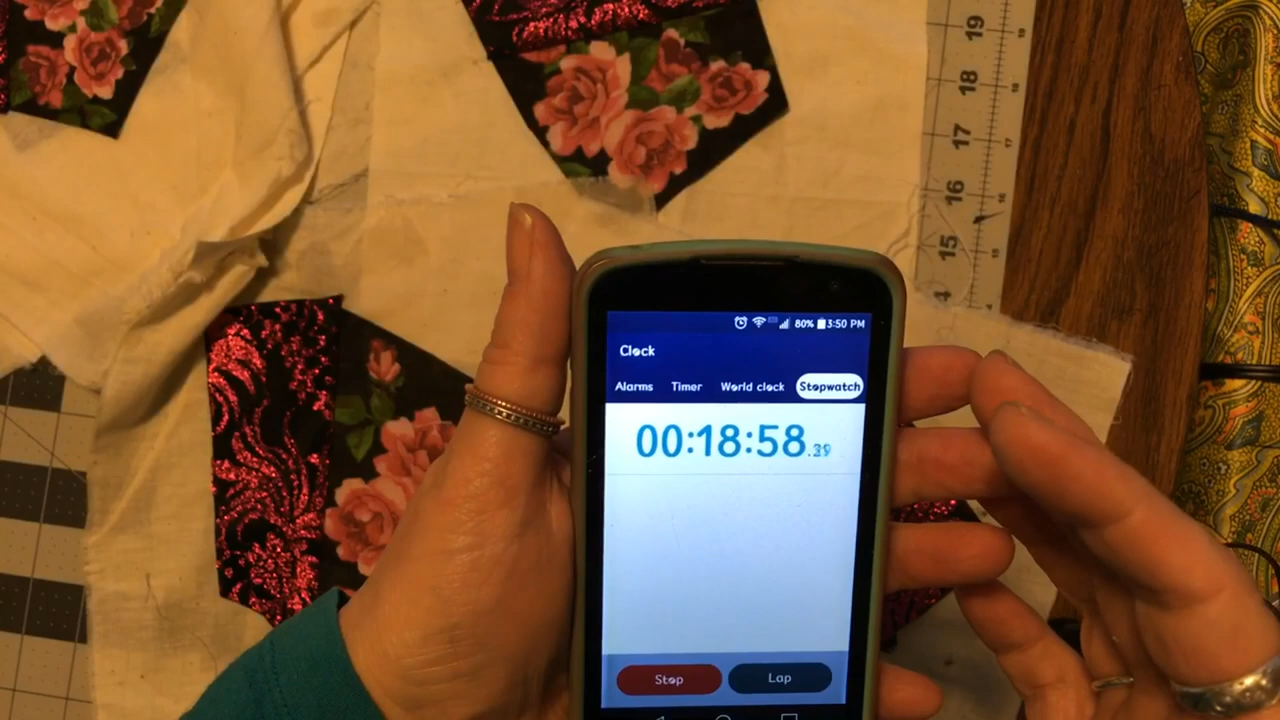 19
18
17
16
15
80% 3:50 PM
Clock
Alarms Timer World clock Stopwatch
00:18:58.39
Stop Lap